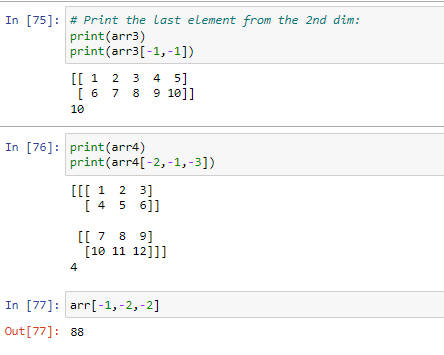 In [75]: # Print the last element from the 2nd dim:
print(arr3)
print(arr3[-1,-1])
[[ 1 2 3 4 5]
[ 6 7 8 9 10]]
10
In [76]: print(arr4)
print(arr4[-2,-1,-3])
[[[ 1 2 3]
[ 4 5 6]]
[[ 7 8 9]
[10 11 12]]]
4
In [77]: arr[-1,-2,-2]
Out[77]: 88